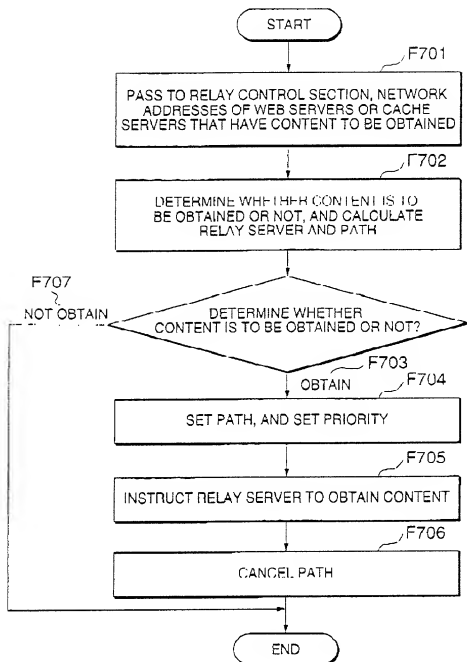 START
F701
PASS TO RELAY CONTROL SECTION, NETWORK
ADDRESSES OF WEB SERVERS OR CACHE
SERVERS THAT HAVE CONTENT TO BE OBTAINED
F702
DETERMINE WHETHER CONTENT IS TO
BE OBTAINED OR NOT, AND CALCULATE
RELAY SERVER AND PATH
F707
NOT OBTAIN
DETERMINE WHETHER
CONTENT IS TO BE OBTAINED OR NOT?
F703
OBTAIN
F704
SET PATH, AND SET PRIORITY
F705
INSTRUCT RELAY SERVER TO OBTAIN CONTENT
F706
CANCEL PATH
END